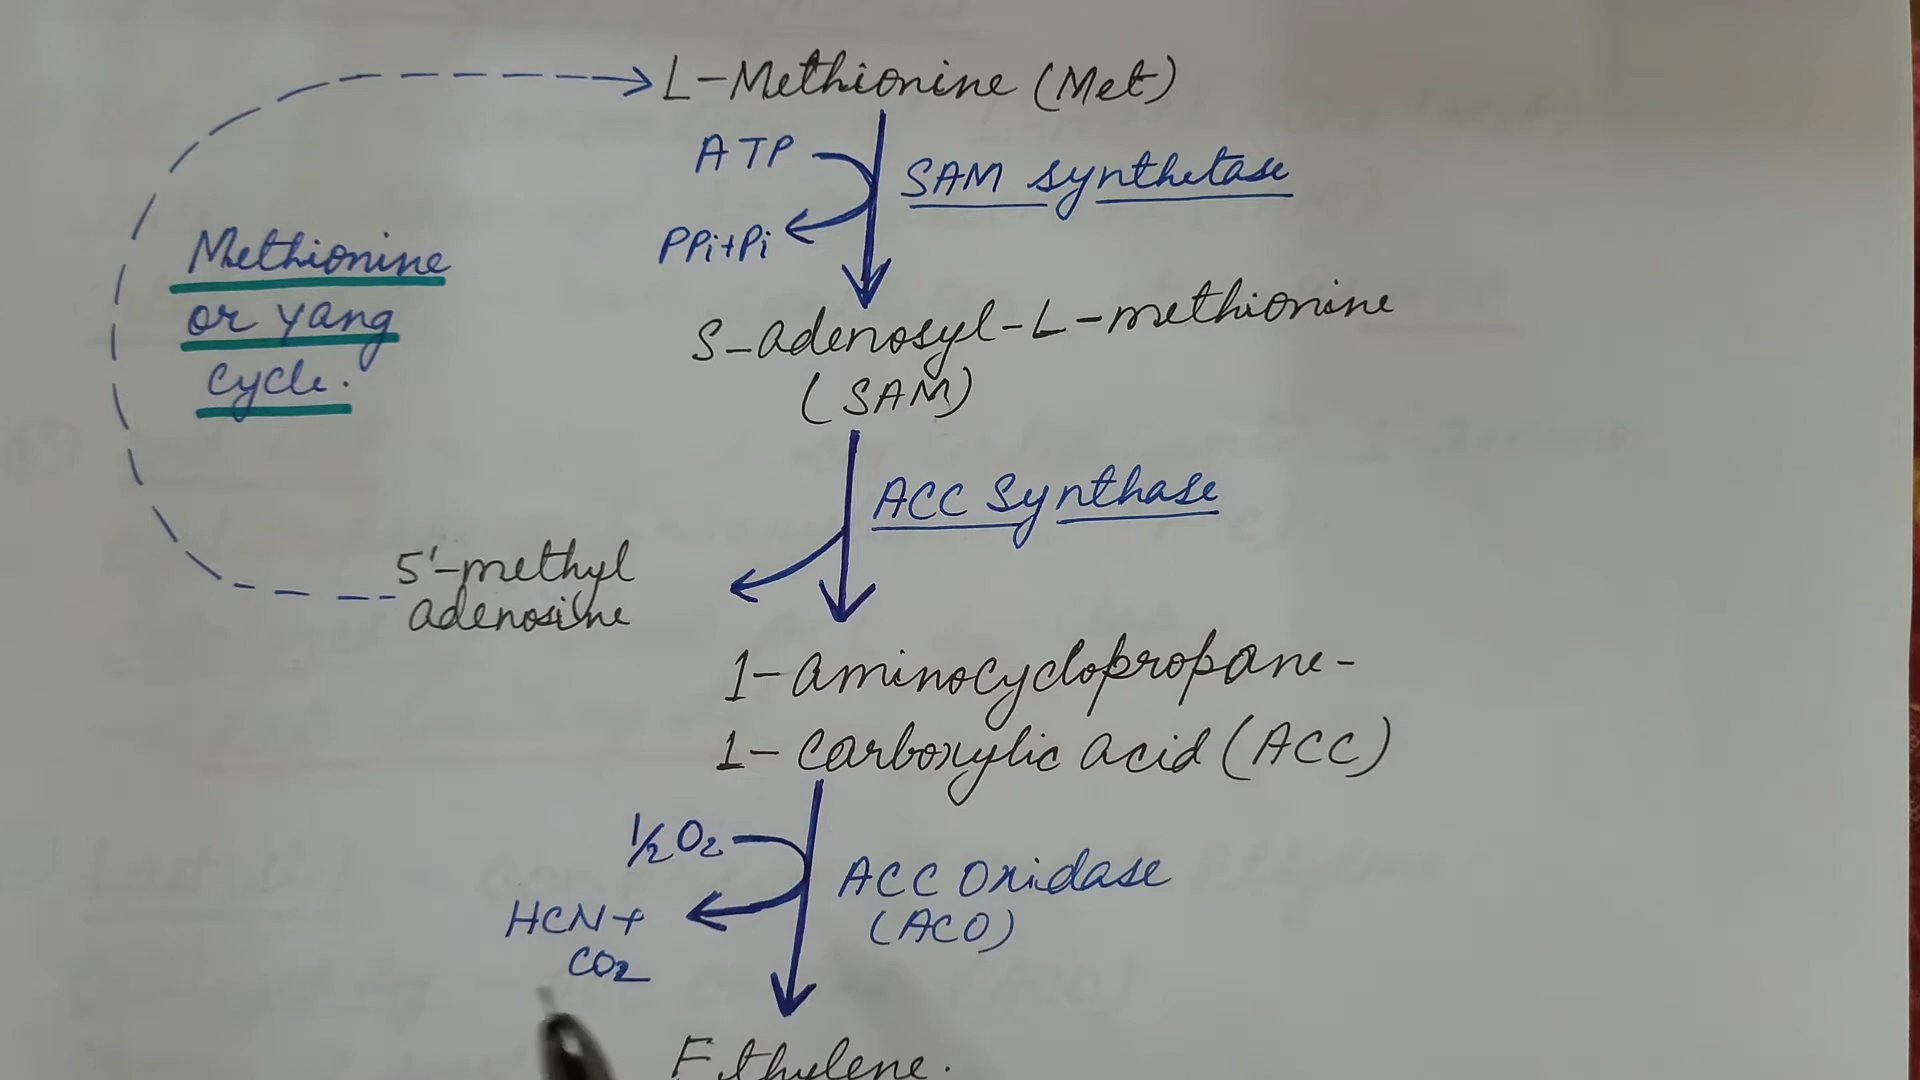 L-Methionine (Met)
ATP
SAM synthetase
PPi+Pi
Methionine
or yang
cycle.
S-adenosyl-L-methionine
(SAM)
ACC Synthase
5'-methyl
adenosine
1-aminocyclopropane-
1-Carboxylic acid (ACC)
1/2O2
ACC Oxidase
(ACO)
HCN+
CO2
Ethylene.